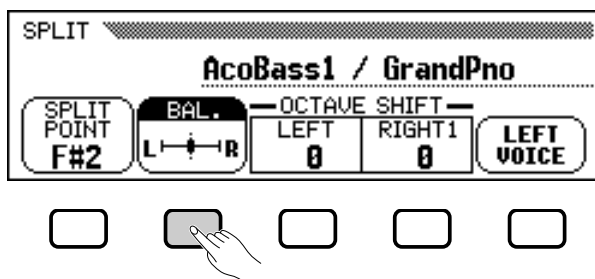 SPLIT
AcoBass1 / GrandPno
SPLIT POINT F#2
BAL. L R
OCTAVE SHIFT
LEFT 0
RIGHT1 0
LEFT VOICE